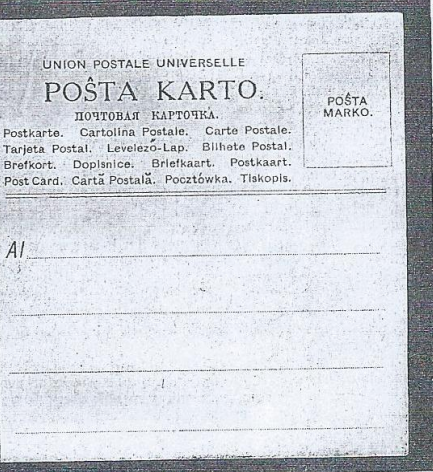 UNION POSTALE UNIVERSELLE
POŜTA KARTO.
ПОЧТОВАЯ КАРТОЧКА.
Postkarte. Cartolina Postale. Carte Postale.
Tarjeta Postal. Levelező-Lap. Bilhete Postal.
Brefkort. Dopisnice. Briefkaart. Postkaart.
Post Card. Cartă Postală. Pocztówka. Tiskopis.
POŜTA
MARKO.
Al